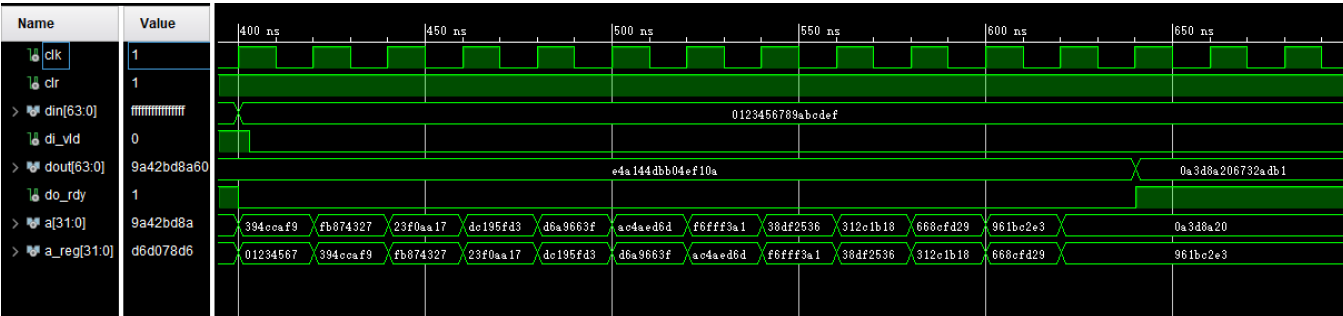 Name Value 400 ns 450 ns 500 ns 550 ns 600 ns 650 ns
clk 1
clr 1
din[63:0] ffffffffffffffff 0123456789abcdef
di_vld 0
dout[63:0] 9a42bd8a60 e4a144dbb04ef10a 0a3d8a206732adb1
do_rdy 1
a[31:0] 9a42bd8a 394ccaf9 fb874327 23f0aa17 dc195fd3 d6a9663f ac4aed6d f6fff3a1 38df2536 312c1b18 668cfd29 961bc2e3 0a3d8a20
a_reg[31:0] d6d078d6 01234567 394ccaf9 fb874327 23f0aa17 dc195fd3 d6a9663f ac4aed6d f6fff3a1 38df2536 312c1b18 668cfd29 961bc2e3